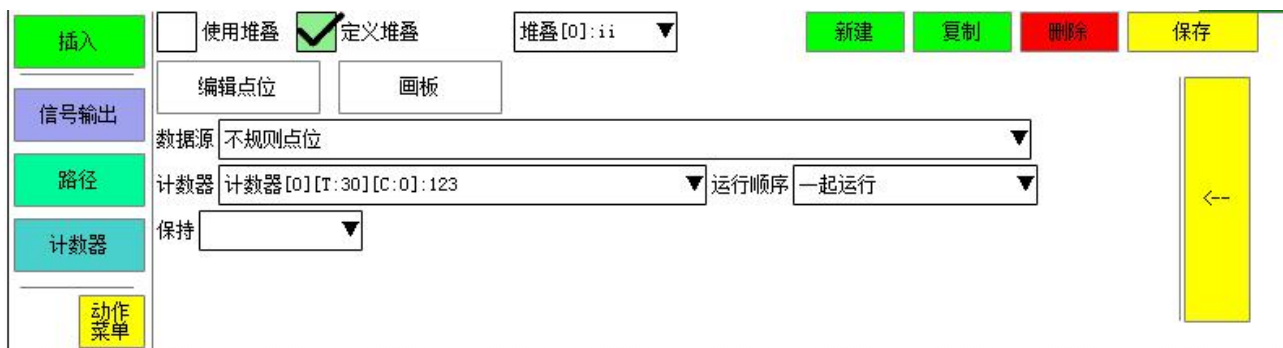 插入 使用堆叠 定义堆叠 堆叠[0]:ii 新建 复制 删除 保存
编辑点位 画板
信号输出
数据源 不规则点位
路径 计数器 计数器[0][T:30][C:0]:123 运行顺序 一起运行
<--
保持
计数器
动作
菜单